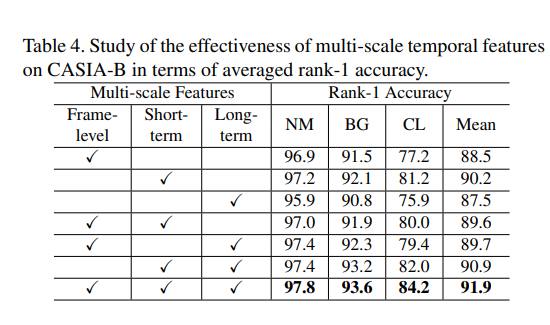 Table 4. Study of the effectiveness of multi-scale temporal features
on CASIA-B in terms of averaged rank-1 accuracy.
Multi-scale Features Rank-1 Accuracy
Frame-level Short-term Long-term NM BG CL Mean
✓ 96.9 91.5 77.2 88.5
✓ 97.2 92.1 81.2 90.2
✓ 95.9 90.8 75.9 87.5
✓ ✓ 97.0 91.9 80.0 89.6
✓ ✓ 97.4 92.3 79.4 89.7
✓ ✓ 97.4 93.2 82.0 90.9
✓ ✓ ✓ 97.8 93.6 84.2 91.9